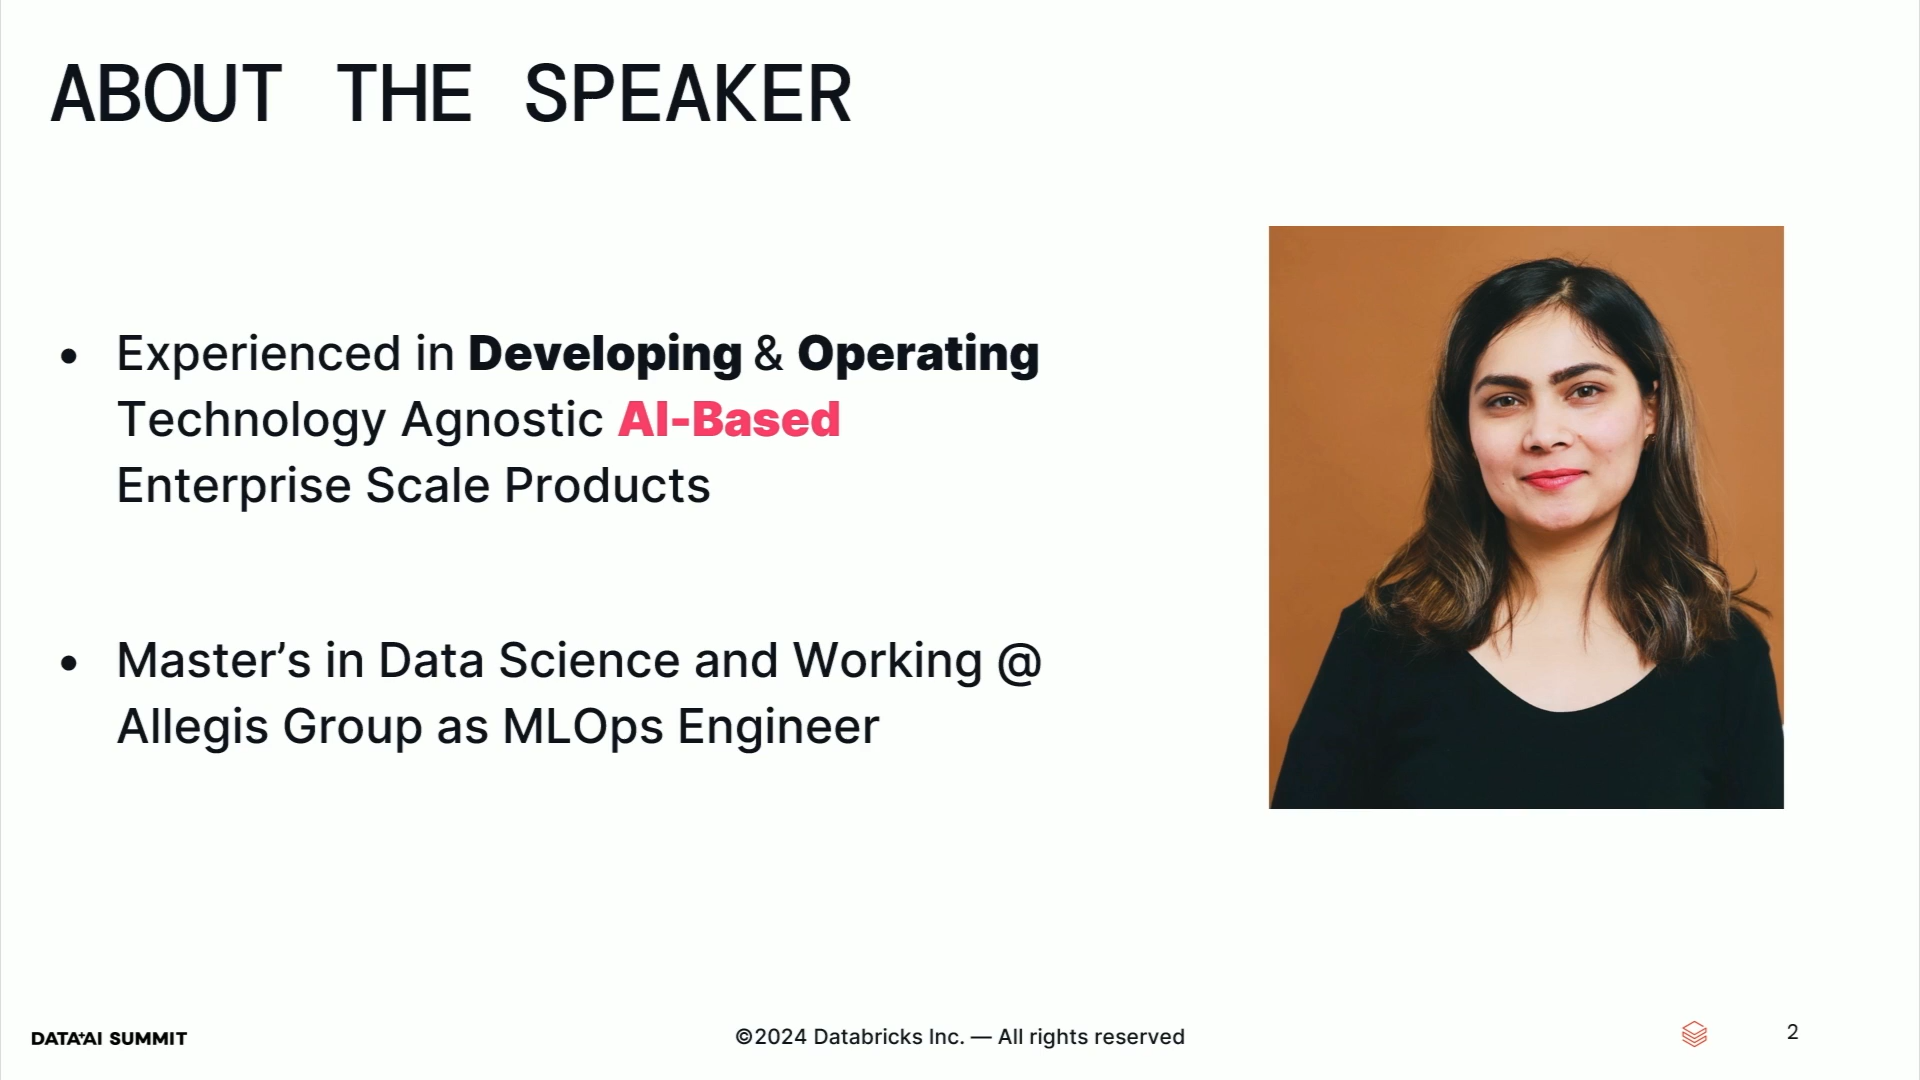 ABOUT THE SPEAKER
• Experienced in Developing & Operating
Technology Agnostic AI-Based
Enterprise Scale Products
• Master’s in Data Science and Working @
Allegis Group as MLOps Engineer
DATA+AI SUMMIT
©2024 Databricks Inc. — All rights reserved
2